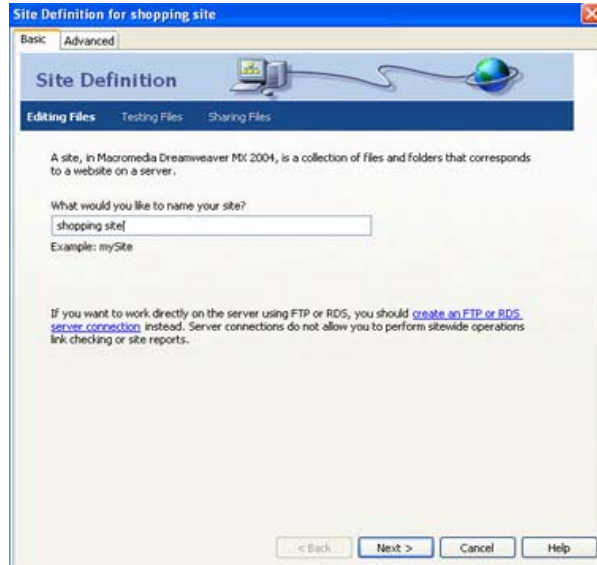 Site Definition for shopping site
Basic Advanced
Site Definition
Editing Files Testing Files Sharing Files
A site, in Macromedia Dreamweaver MX 2004, is a collection of files and folders that corresponds
to a website on a server.
What would you like to name your site?
shopping site
Example: mySite
If you want to work directly on the server using FTP or RDS, you should create an FTP or RDS
server connection instead. Server connections do not allow you to perform sitewide operations
link checking or site reports.
< Back Next > Cancel Help